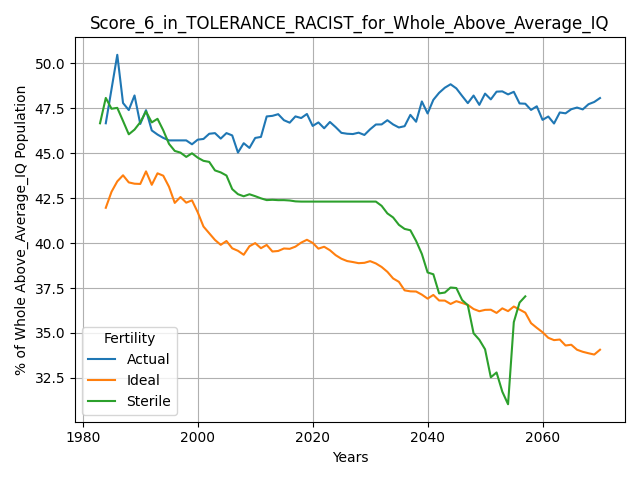 Score_6_in_TOLERANCE_RACIST_for_Whole_Above_Average_IQ
% of Whole Above_Average_IQ Population
50.0
47.5
45.0
42.5
40.0
37.5
35.0
32.5
Fertility
Actual
Ideal
Sterile
1980
2000
2020
2040
2060
Years